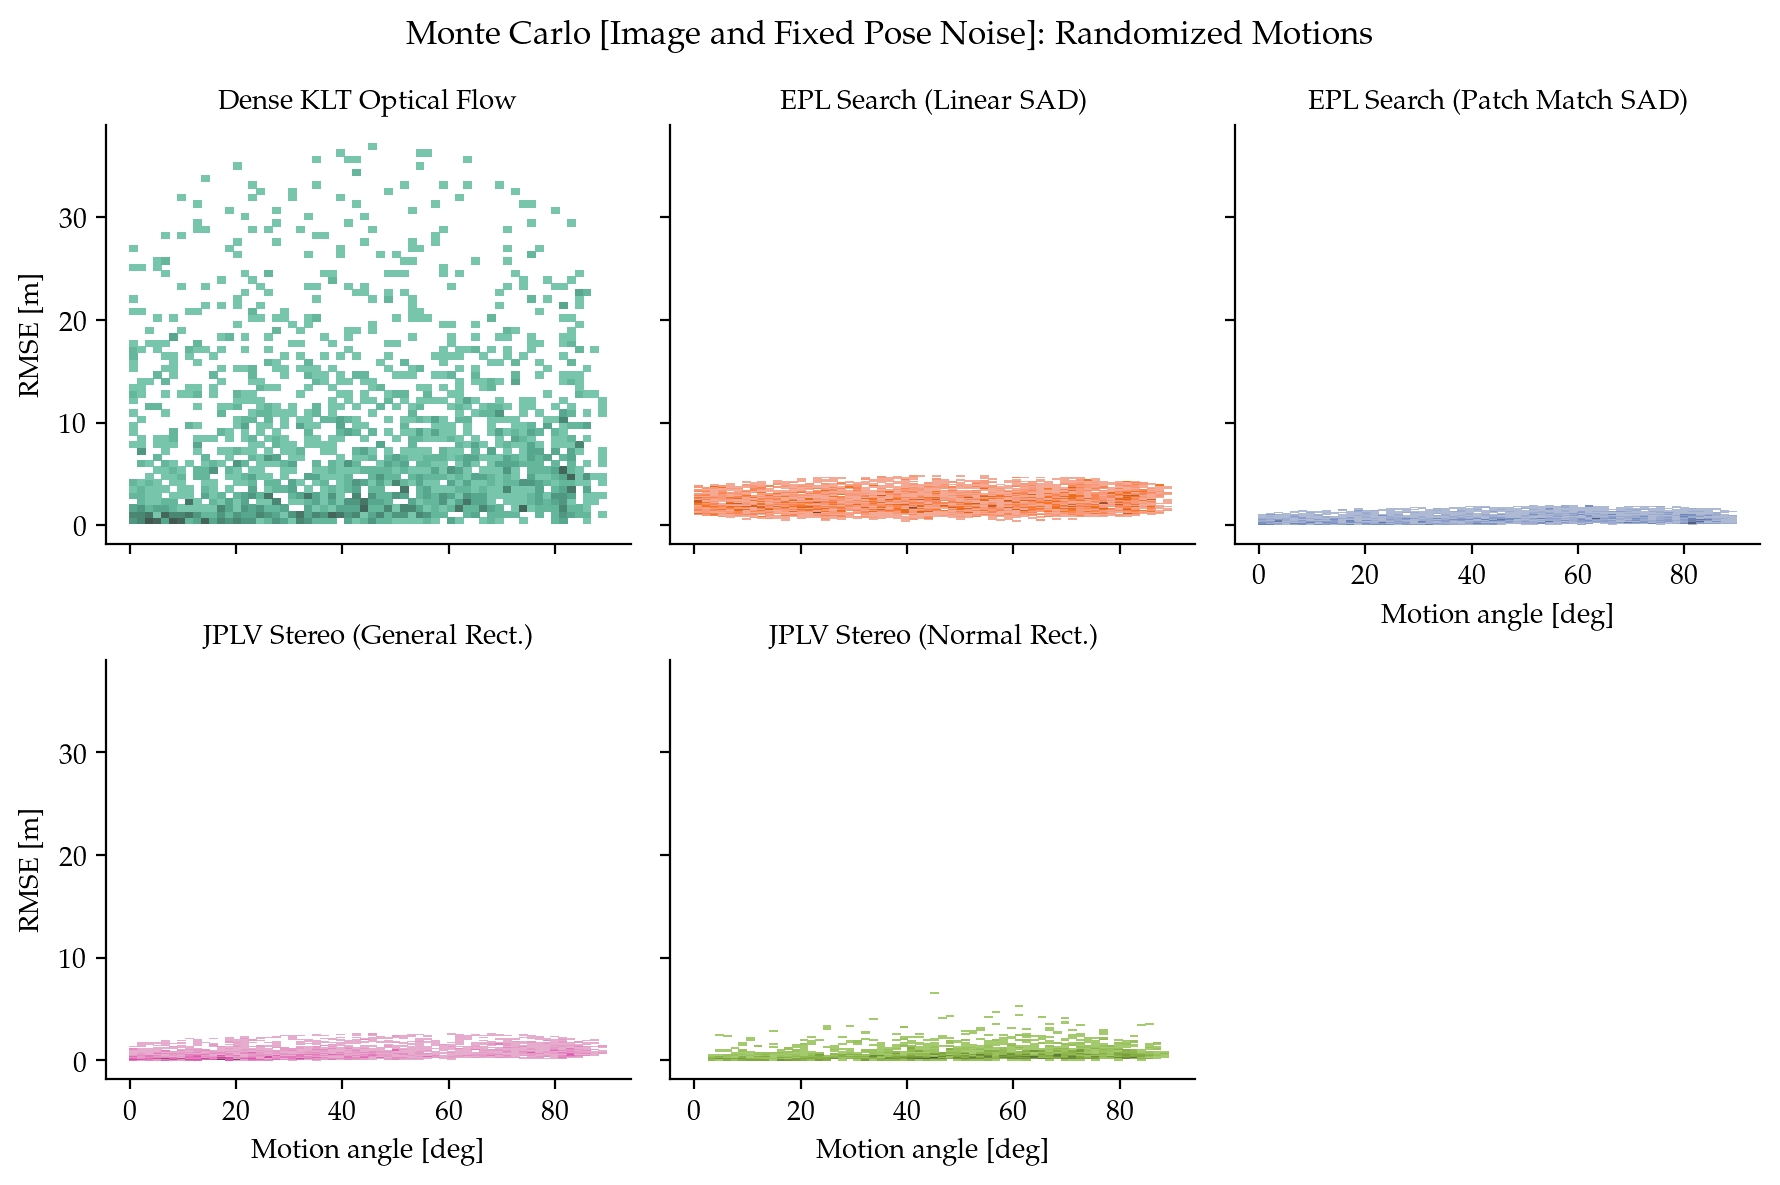 Monte Carlo [Image and Fixed Pose Noise]: Randomized Motions
Dense KLT Optical Flow
EPL Search (Linear SAD)
EPL Search (Patch Match SAD)
RMSE [m]
30
20
10
0
0 20 40 60 80
Motion angle [deg]
JPLV Stereo (General Rect.)
JPLV Stereo (Normal Rect.)
RMSE [m]
30
20
10
0
0 20 40 60 80
Motion angle [deg]
0 20 40 60 80
Motion angle [deg]